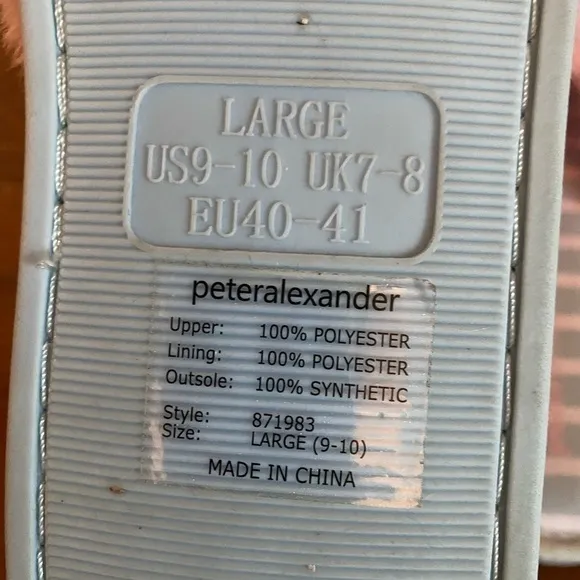 LARGE
US9-10 UK7-8
EU40-41
peteralexander
Upper: 100% POLYESTER
Lining: 100% POLYESTER
Outsole: 100% SYNTHETIC
Style: 871983
Size: LARGE (9-10)
MADE IN CHINA